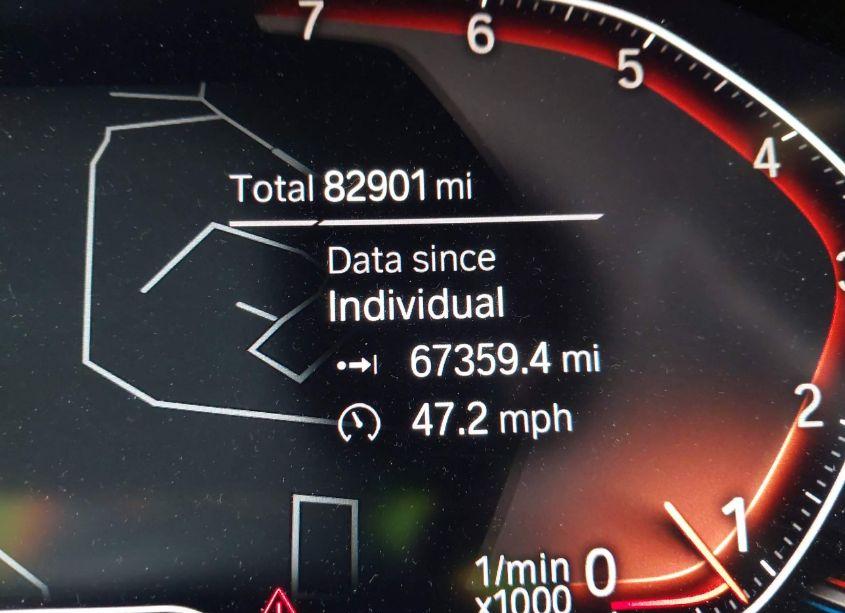 7
6
5
4
3
Total 82901 mi
Data since
Individual
67359.4 mi
47.2 mph
2
1
1/min 0
x1000